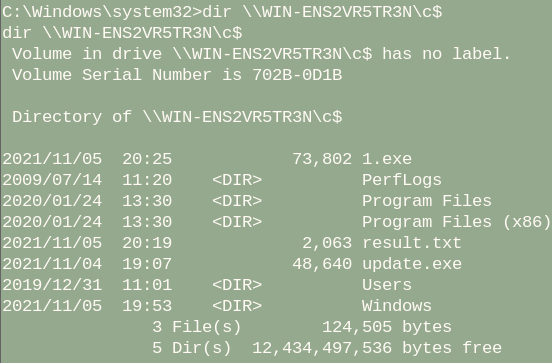 C:\Windows\system32>dir \\WIN-ENS2VR5TR3N\c$
dir \\WIN-ENS2VR5TR3N\c$
 Volume in drive \\WIN-ENS2VR5TR3N\c$ has no label.
 Volume Serial Number is 702B-0D1B

 Directory of \\WIN-ENS2VR5TR3N\c$

2021/11/05  20:25            73,802 1.exe
2009/07/14  11:20    <DIR>          PerfLogs
2020/01/24  13:30    <DIR>          Program Files
2020/01/24  13:30    <DIR>          Program Files (x86)
2021/11/05  20:19             2,063 result.txt
2021/11/04  19:07            48,640 update.exe
2019/12/31  11:01    <DIR>          Users
2021/11/05  19:53    <DIR>          Windows
               3 File(s)        124,505 bytes
               5 Dir(s)  12,434,497,536 bytes free